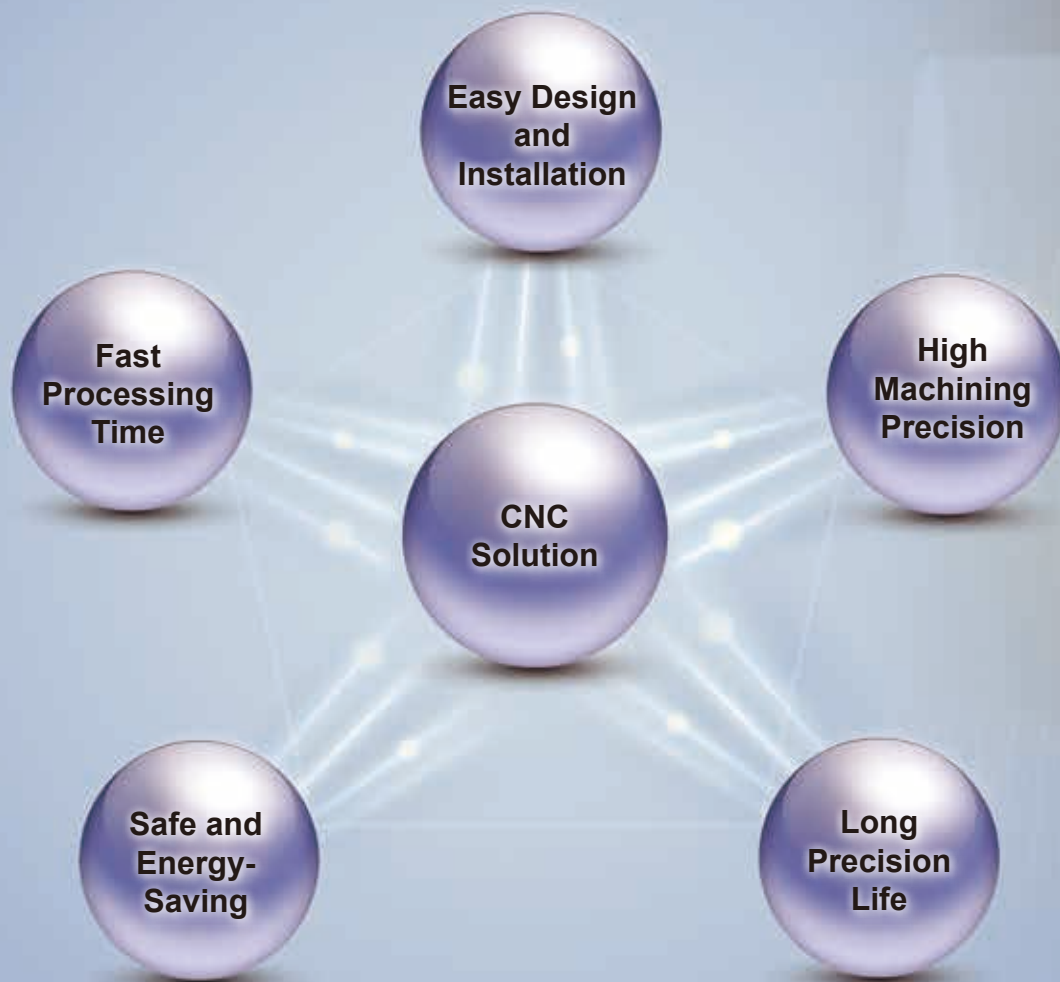 Easy Design
and
Installation
Fast
Processing
Time
High
Machining
Precision
CNC
Solution
Safe and
Energy-
Saving
Long
Precision
Life